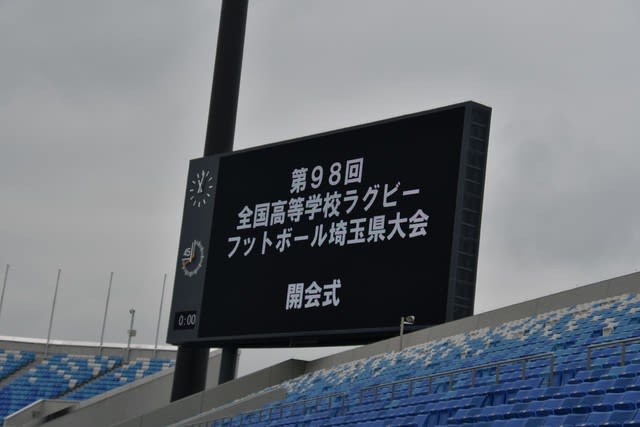 第98回
全国高等学校ラグビー
フットボール埼玉県大会
開会式
45
0:00